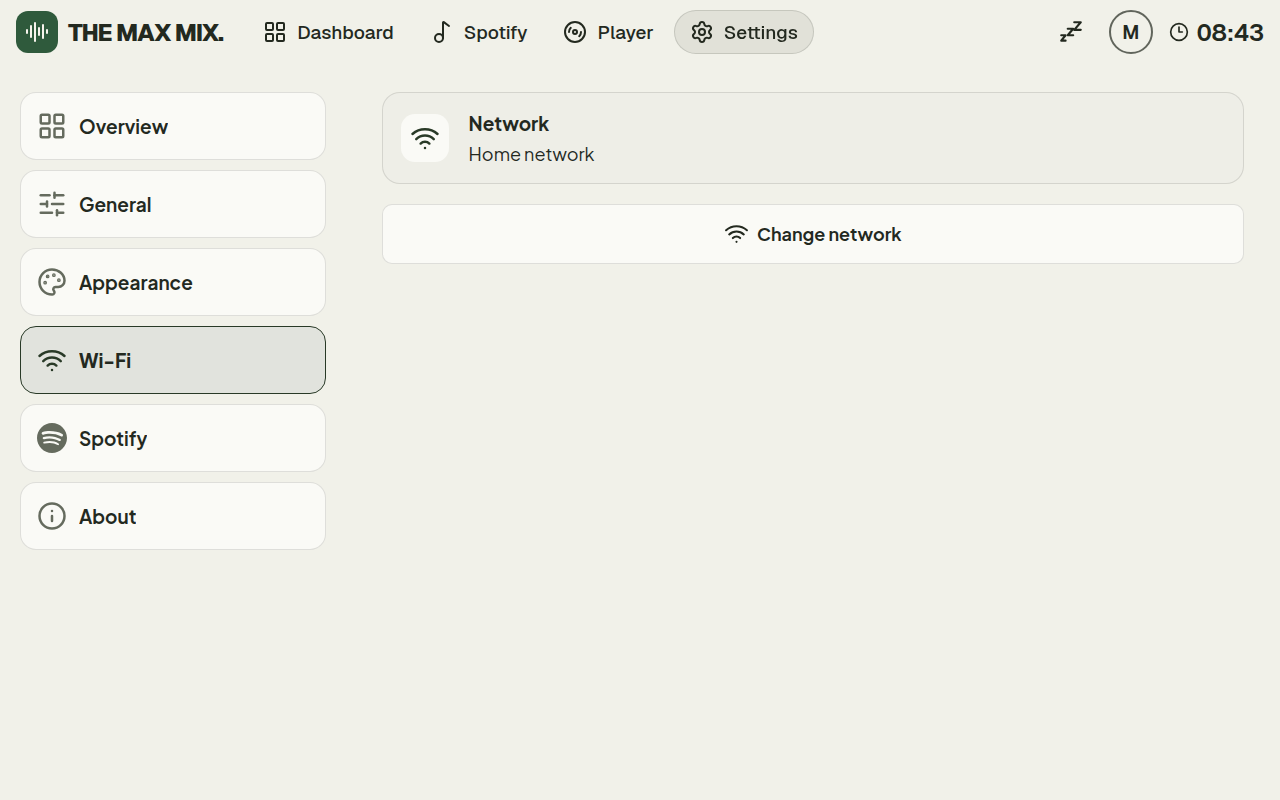 THE MAX MIX.
Dashboard
Spotify
Player
Settings
M
08:43
Overview
General
Appearance
Wi-Fi
Spotify
About
Network
Home network
Change network